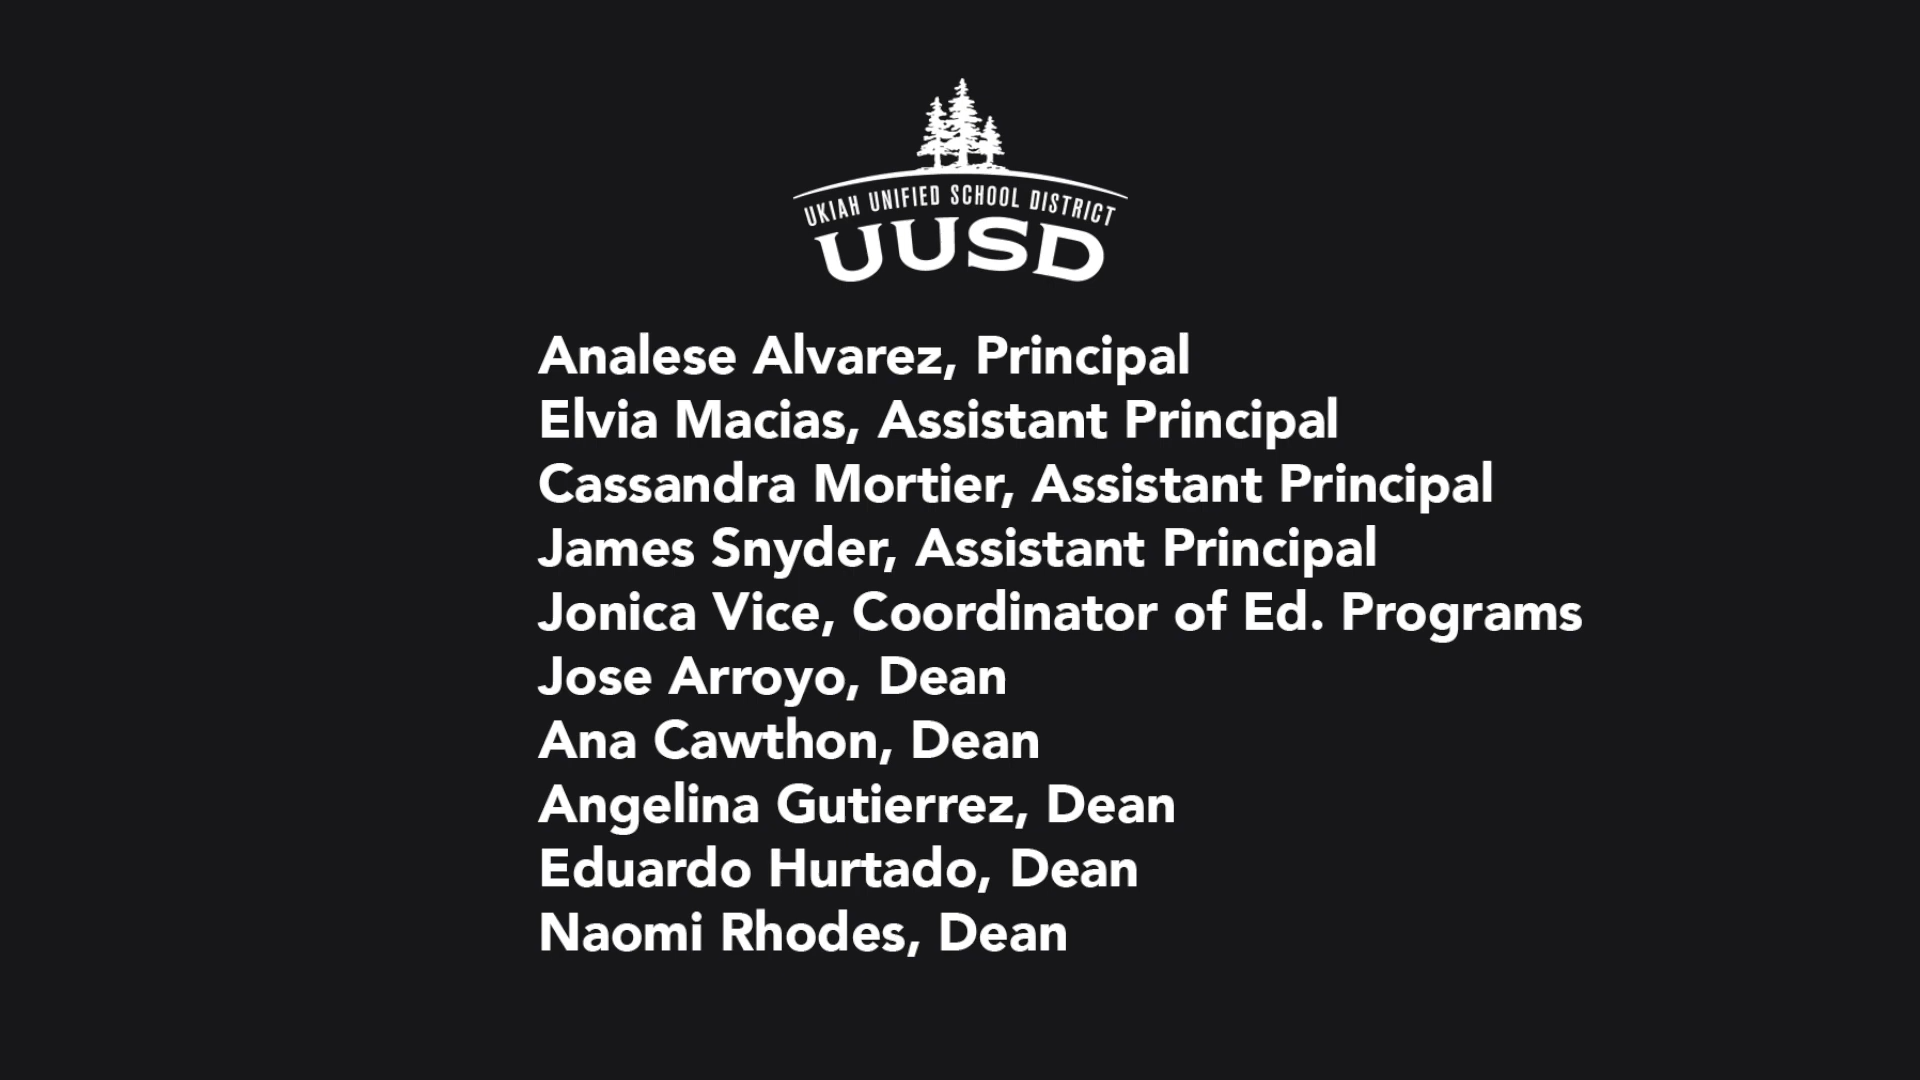 UKIAH UNIFIED SCHOOL DISTRICT
UUSD
Analese Alvarez, Principal
Elvia Macias, Assistant Principal
Cassandra Mortier, Assistant Principal
James Snyder, Assistant Principal
Jonica Vice, Coordinator of Ed. Programs
Jose Arroyo, Dean
Ana Cawthon, Dean
Angelina Gutierrez, Dean
Eduardo Hurtado, Dean
Naomi Rhodes, Dean